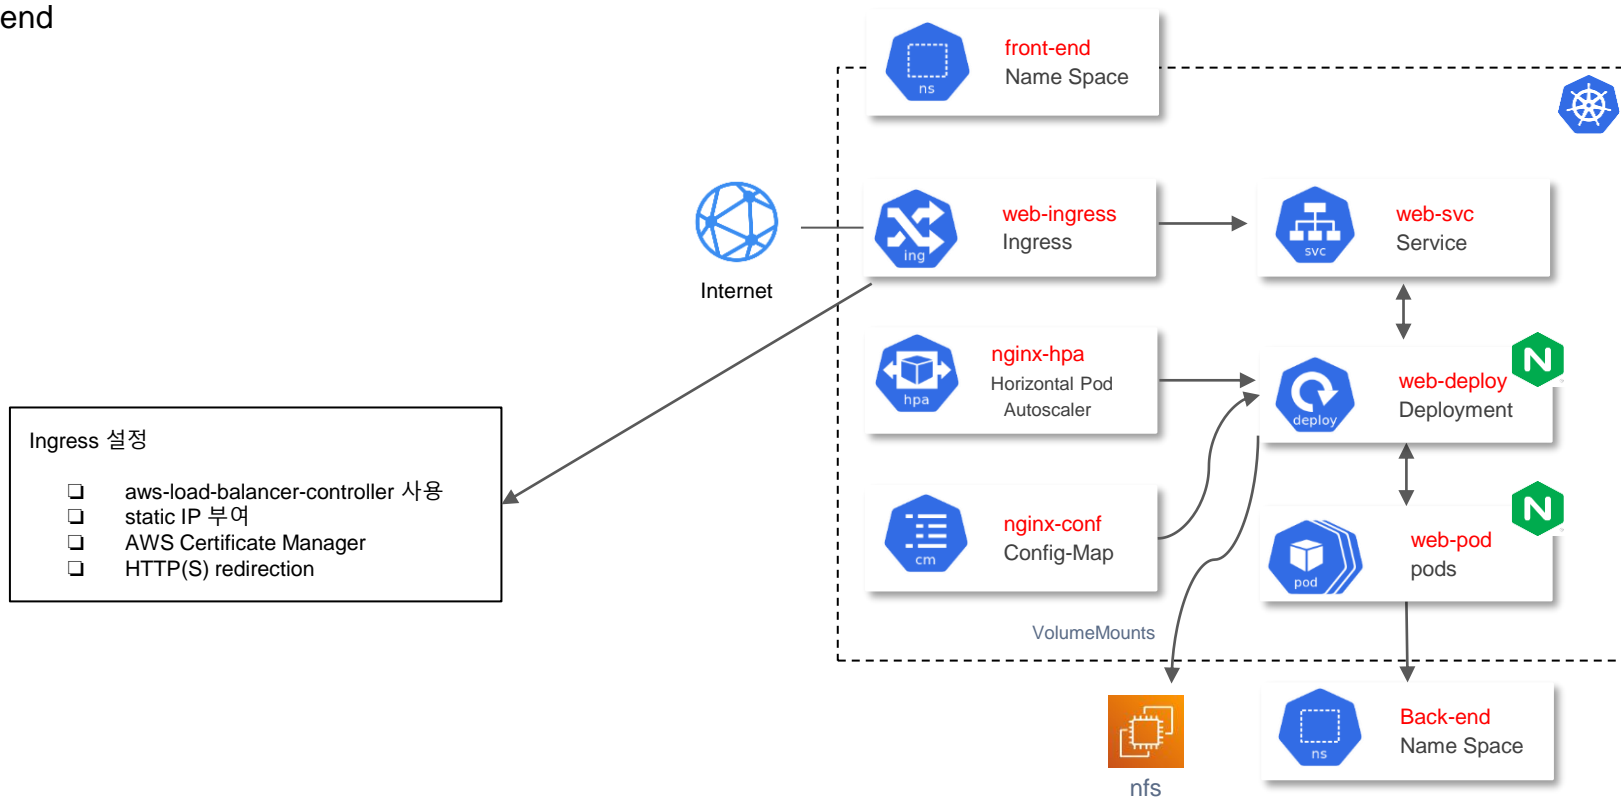 end
front-end
Name Space
ns
web-ingress
Ingress
ing
web-svc
Service
svc
Internet
nginx-hpa
Horizontal Pod
Autoscaler
hpa
web-deploy
Deployment
deploy
N
Ingress 설정
❏ aws-load-balancer-controller 사용
❏ static IP 부여
❏ AWS Certificate Manager
❏ HTTP(S) redirection
nginx-conf
Config-Map
cm
web-pod
pods
pod
N
VolumeMounts
nfs
Back-end
Name Space
ns